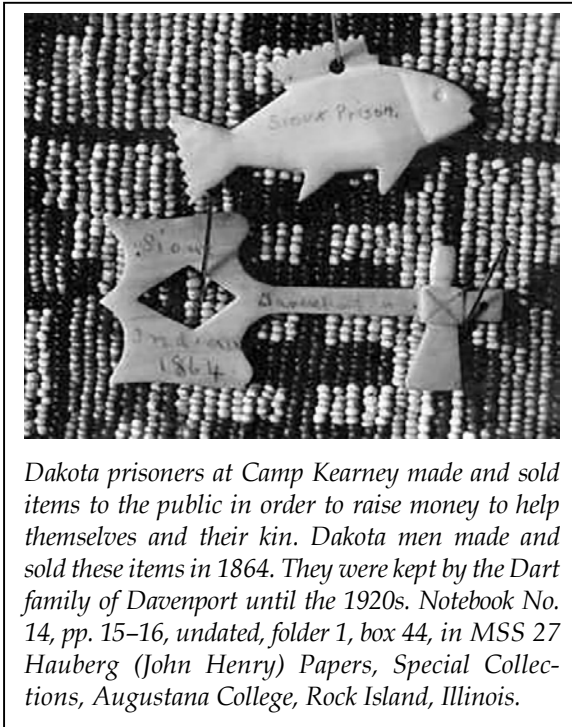 Sioux Prison.
Sioux
Indian
1864
Dakota prisoners at Camp Kearney made and sold
items to the public in order to raise money to help
themselves and their kin. Dakota men made and
sold these items in 1864. They were kept by the Dart
family of Davenport until the 1920s. Notebook No.
14, pp. 15–16, undated, folder 1, box 44, in MSS 27
Hauberg (John Henry) Papers, Special Collec-
tions, Augustana College, Rock Island, Illinois.